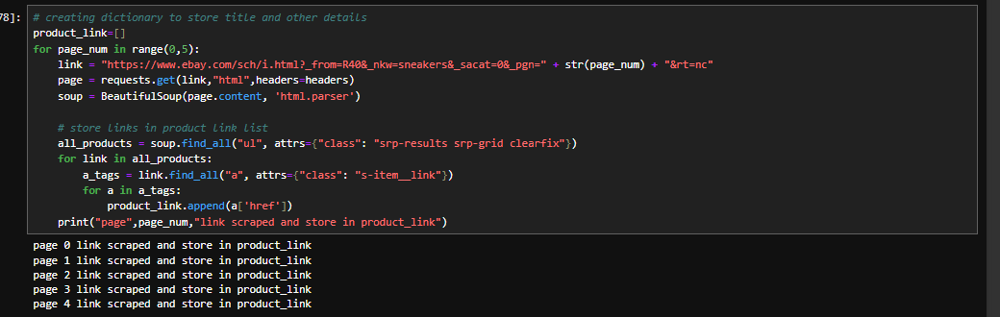 78]: # creating dictionary to store title and other details
product_link=[]
for page_num in range(0,5):
    link = "https://www.ebay.com/sch/i.html?_from=R40&_nkw=sneakers&_sacat=0&_pgn=" + str(page_num) + "&rt=nc"
    page = requests.get(link,"html",headers=headers)
    soup = BeautifulSoup(page.content, 'html.parser')
    # store links in product link list
    all_products = soup.find_all("ul", attrs={"class": "srp-results srp-grid clearfix"})
    for link in all_products:
        a_tags = link.find_all("a", attrs={"class": "s-item__link"})
        for a in a_tags:
            product_link.append(a['href'])
    print("page",page_num,"link scraped and store in product_link")
page 0 link scraped and store in product_link
page 1 link scraped and store in product_link
page 2 link scraped and store in product_link
page 3 link scraped and store in product_link
page 4 link scraped and store in product_link